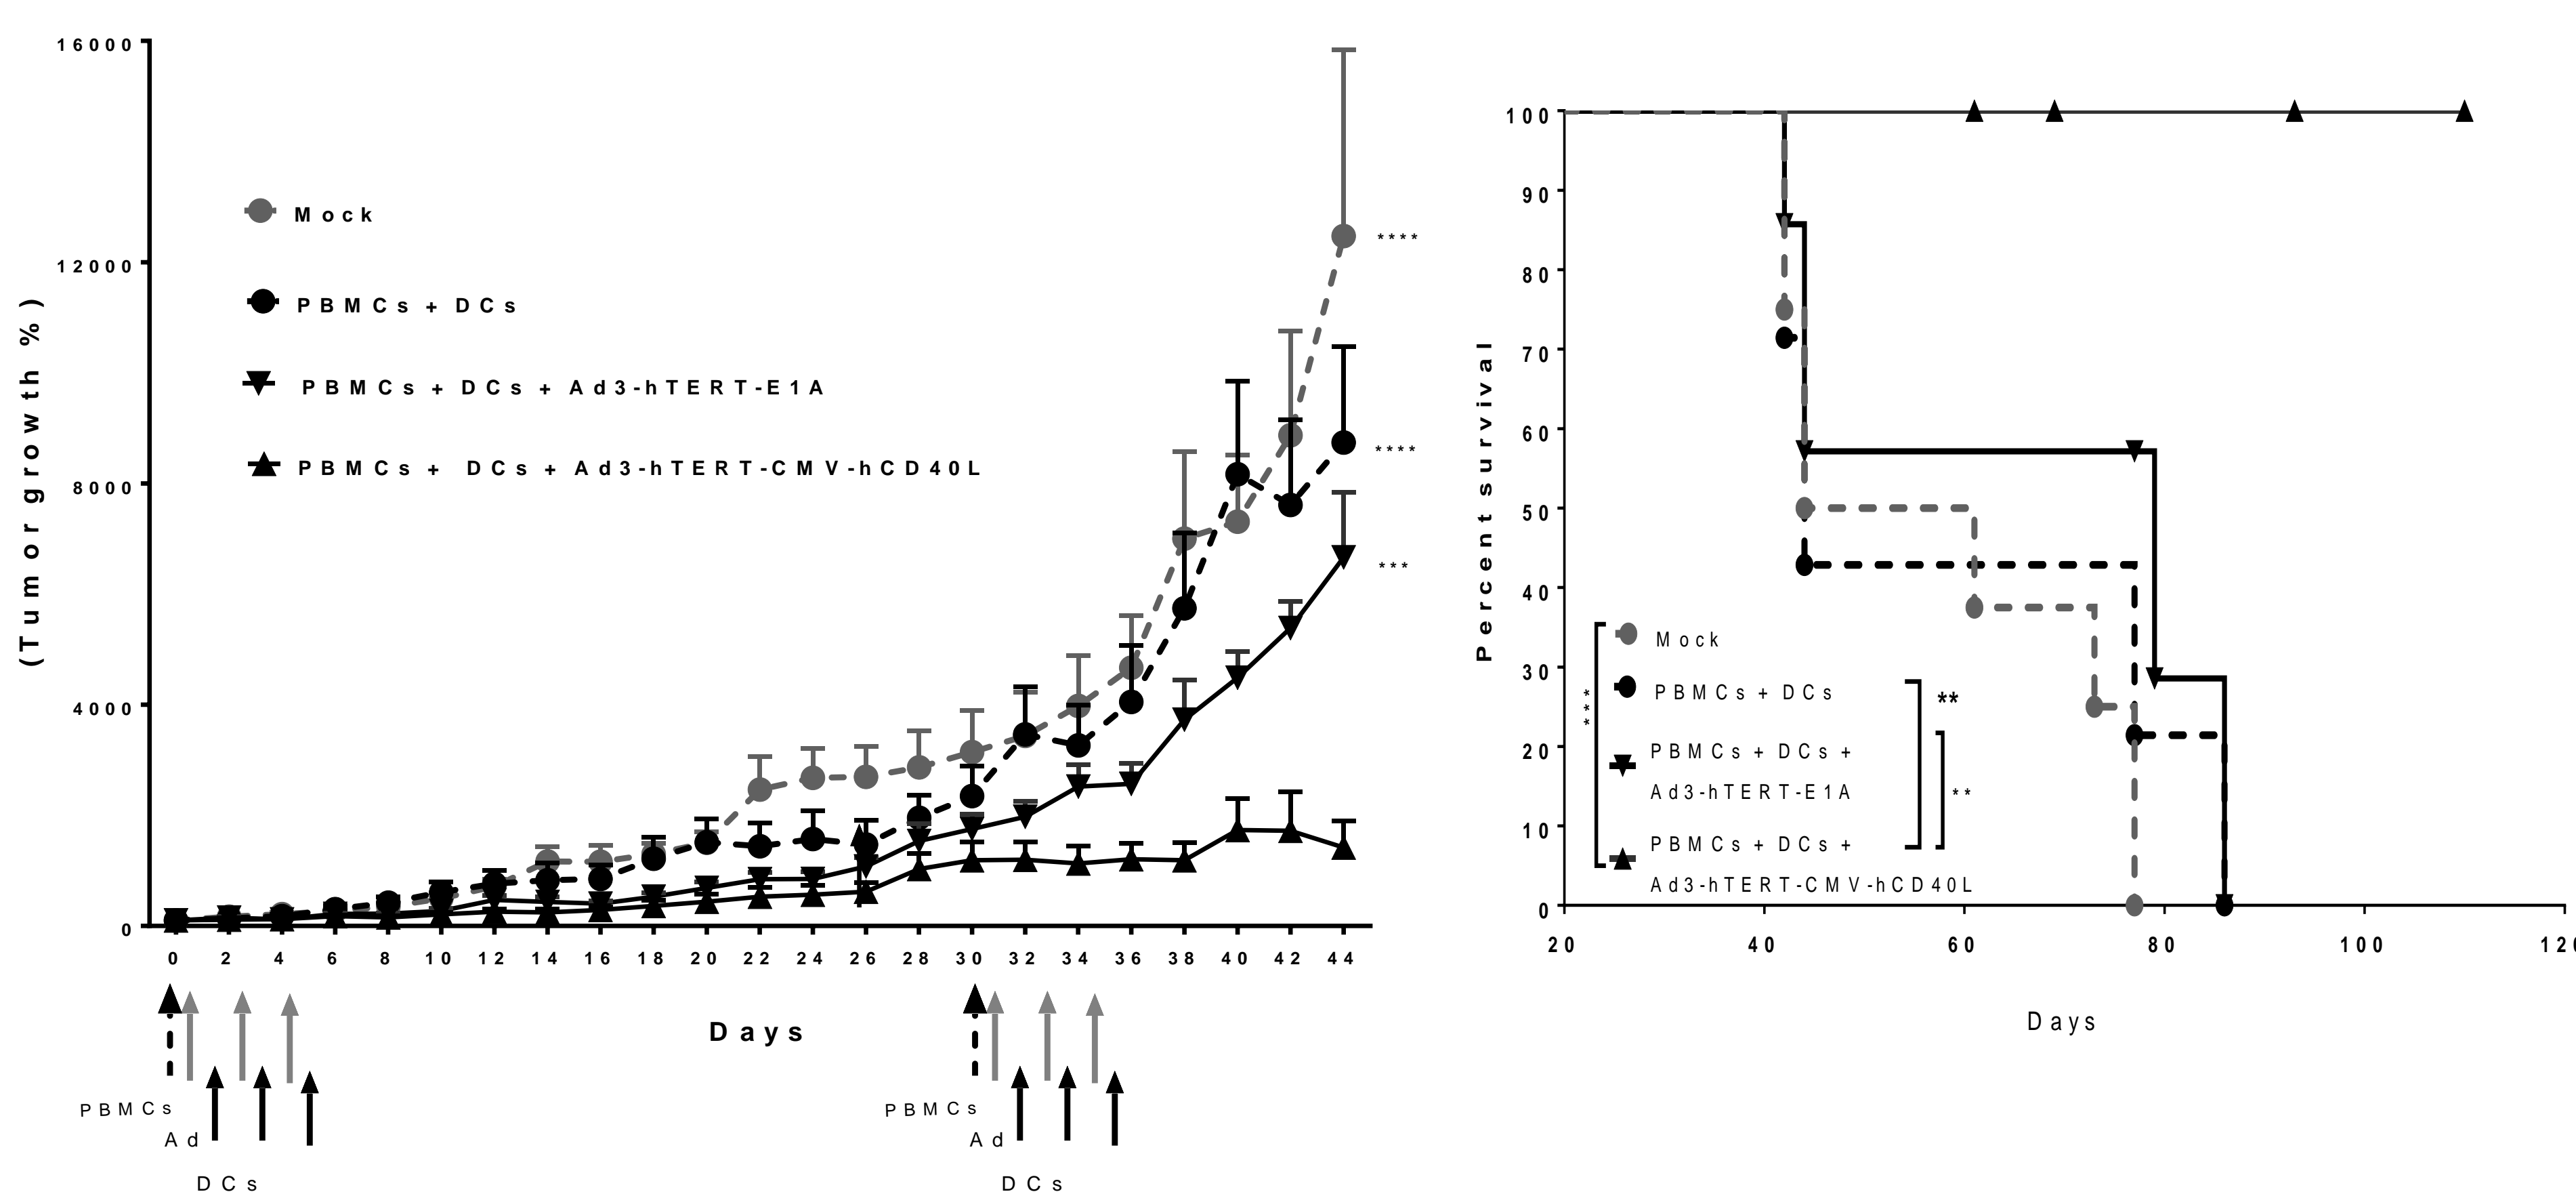 16000
12000
8000
4000
0
(Tumor growth %)
Mock
PBMCs + DCs
PBMCs + DCs + Ad3-hTERT-E1A
PBMCs + DCs + Ad3-hTERT-CMV-hCD40L
****
****
***
0 2 4 6 8 10 12 14 16 18 20 22 24 26 28 30 32 34 36 38 40 42 44
Days
PBMCs
Ad
DCs
PBMCs
Ad
DCs
100
90
80
70
60
50
40
30
20
10
0
Percent survival
Mock
PBMCs + DCs
PBMCs + DCs +
Ad3-hTERT-E1A
PBMCs + DCs +
Ad3-hTERT-CMV-hCD40L
***
**
**
20 40 60 80 100 120
Days